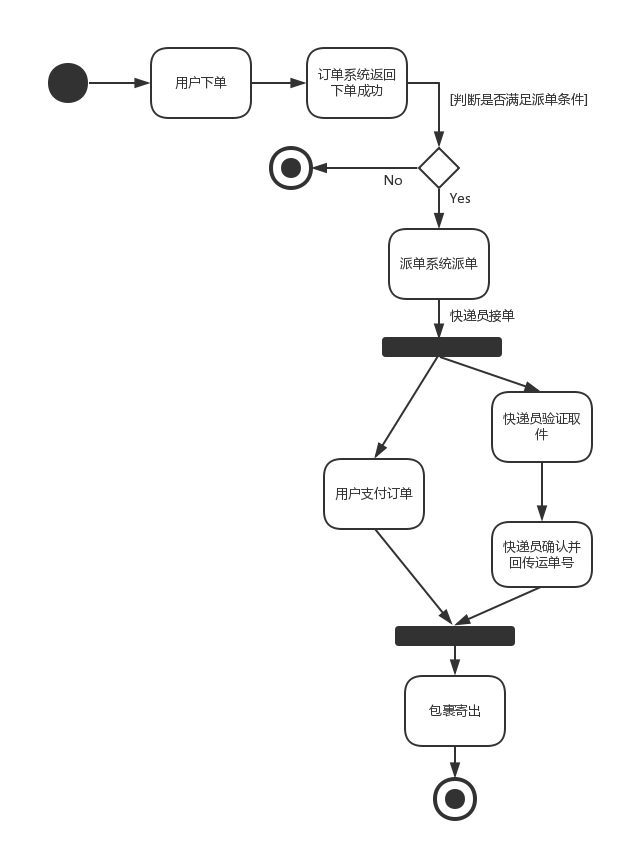 用户下单
订单系统返回
下单成功
[判断是否满足派单条件]
No
Yes
派单系统派单
快递员接单
快递员验证取
件
用户支付订单
快递员确认并
回传运单号
包裹寄出